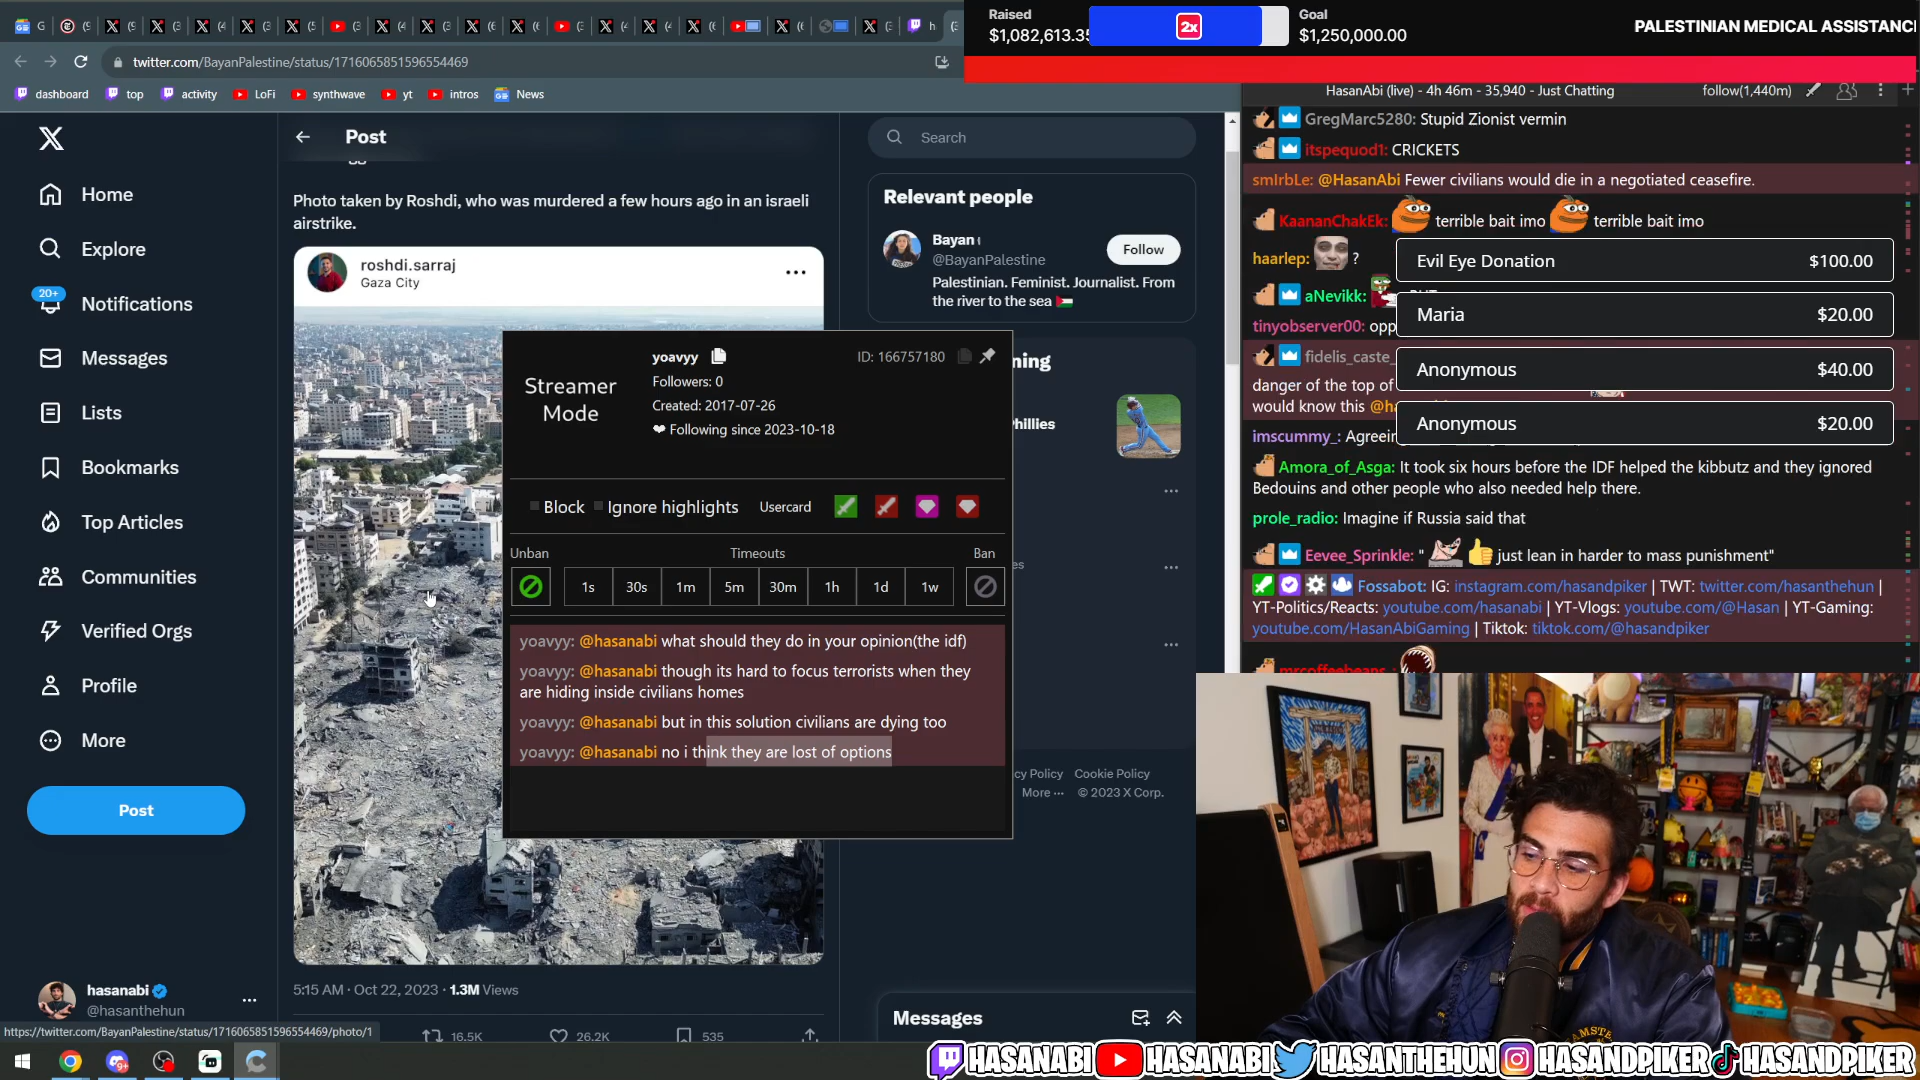 Raised
$1,082,613.35
2x
Goal
$1,250,000.00
PALESTINIAN MEDICAL ASSISTANC
twitter.com/BayanPalestine/status/1716065851596554469
dashboard
top
activity
LoFi
synthwave
yt
intros
News
HasanAbi (live) - 4h 46m - 35,940 - Just Chatting
follow(1,440m)
Home
Explore
20+
Notifications
Messages
Lists
Bookmarks
Top Articles
Communities
Verified Orgs
Profile
More
Post
hasanabi
@hasanthehun
https://twitter.com/BayanPalestine/status/1716065851596554469/photo/1
Post
Photo taken by Roshdi, who was murdered a few hours ago in an israeli
airstrike.
roshdi.sarraj
Gaza City
5:15 AM · Oct 22, 2023 · 1.3M Views
16.5K
26.2K
535
Search
Relevant people
Bayan
@BayanPalestine
Follow
Palestinian. Feminist. Journalist. From
the river to the sea
ning
hillies
cy Policy Cookie Policy
More ··· © 2023 X Corp.
Messages
Streamer
Mode
yoavyy
ID: 166757180
Followers: 0
Created: 2017-07-26
❤ Following since 2023-10-18
Block
Ignore highlights
Usercard
Unban
Timeouts
Ban
1s
30s
1m
5m
30m
1h
1d
1w
yoavyy: @hasanabi what should they do in your opinion(the idf)
yoavyy: @hasanabi though its hard to focus terrorists when they
are hiding inside civilians homes
yoavyy: @hasanabi but in this solution civilians are dying too
yoavyy: @hasanabi no i think they are lost of options
GregMarc5280: Stupid Zionist vermin
itspequod1: CRICKETS
smIrbLe: @HasanAbi Fewer civilians would die in a negotiated ceasefire.
KaananChakEk: terrible bait imo terrible bait imo
haarlep: ?
aNevikk:
tinyobserver00: opp
fidelis_caste_
danger of the top of
would know this @ha
imscummy_: Agreein
Evil Eye Donation $100.00
Maria $20.00
Anonymous $40.00
Anonymous $20.00
Amora_of_Asga: It took six hours before the IDF helped the kibbutz and they ignored
Bedouins and other people who also needed help there.
prole_radio: Imagine if Russia said that
Eevee_Sprinkle: " just lean in harder to mass punishment"
Fossabot: IG: instagram.com/hasandpiker | TWT: twitter.com/hasanthehun |
YT-Politics/Reacts: youtube.com/hasanabi | YT-Vlogs: youtube.com/@Hasan | YT-Gaming:
youtube.com/HasanAbiGaming | Tiktok: tiktok.com/@hasandpiker
mrcoffeebeans_:
HASANABI
HASANABI
HASANTHEHUN
HASANDPIKER
HASANDPIKER